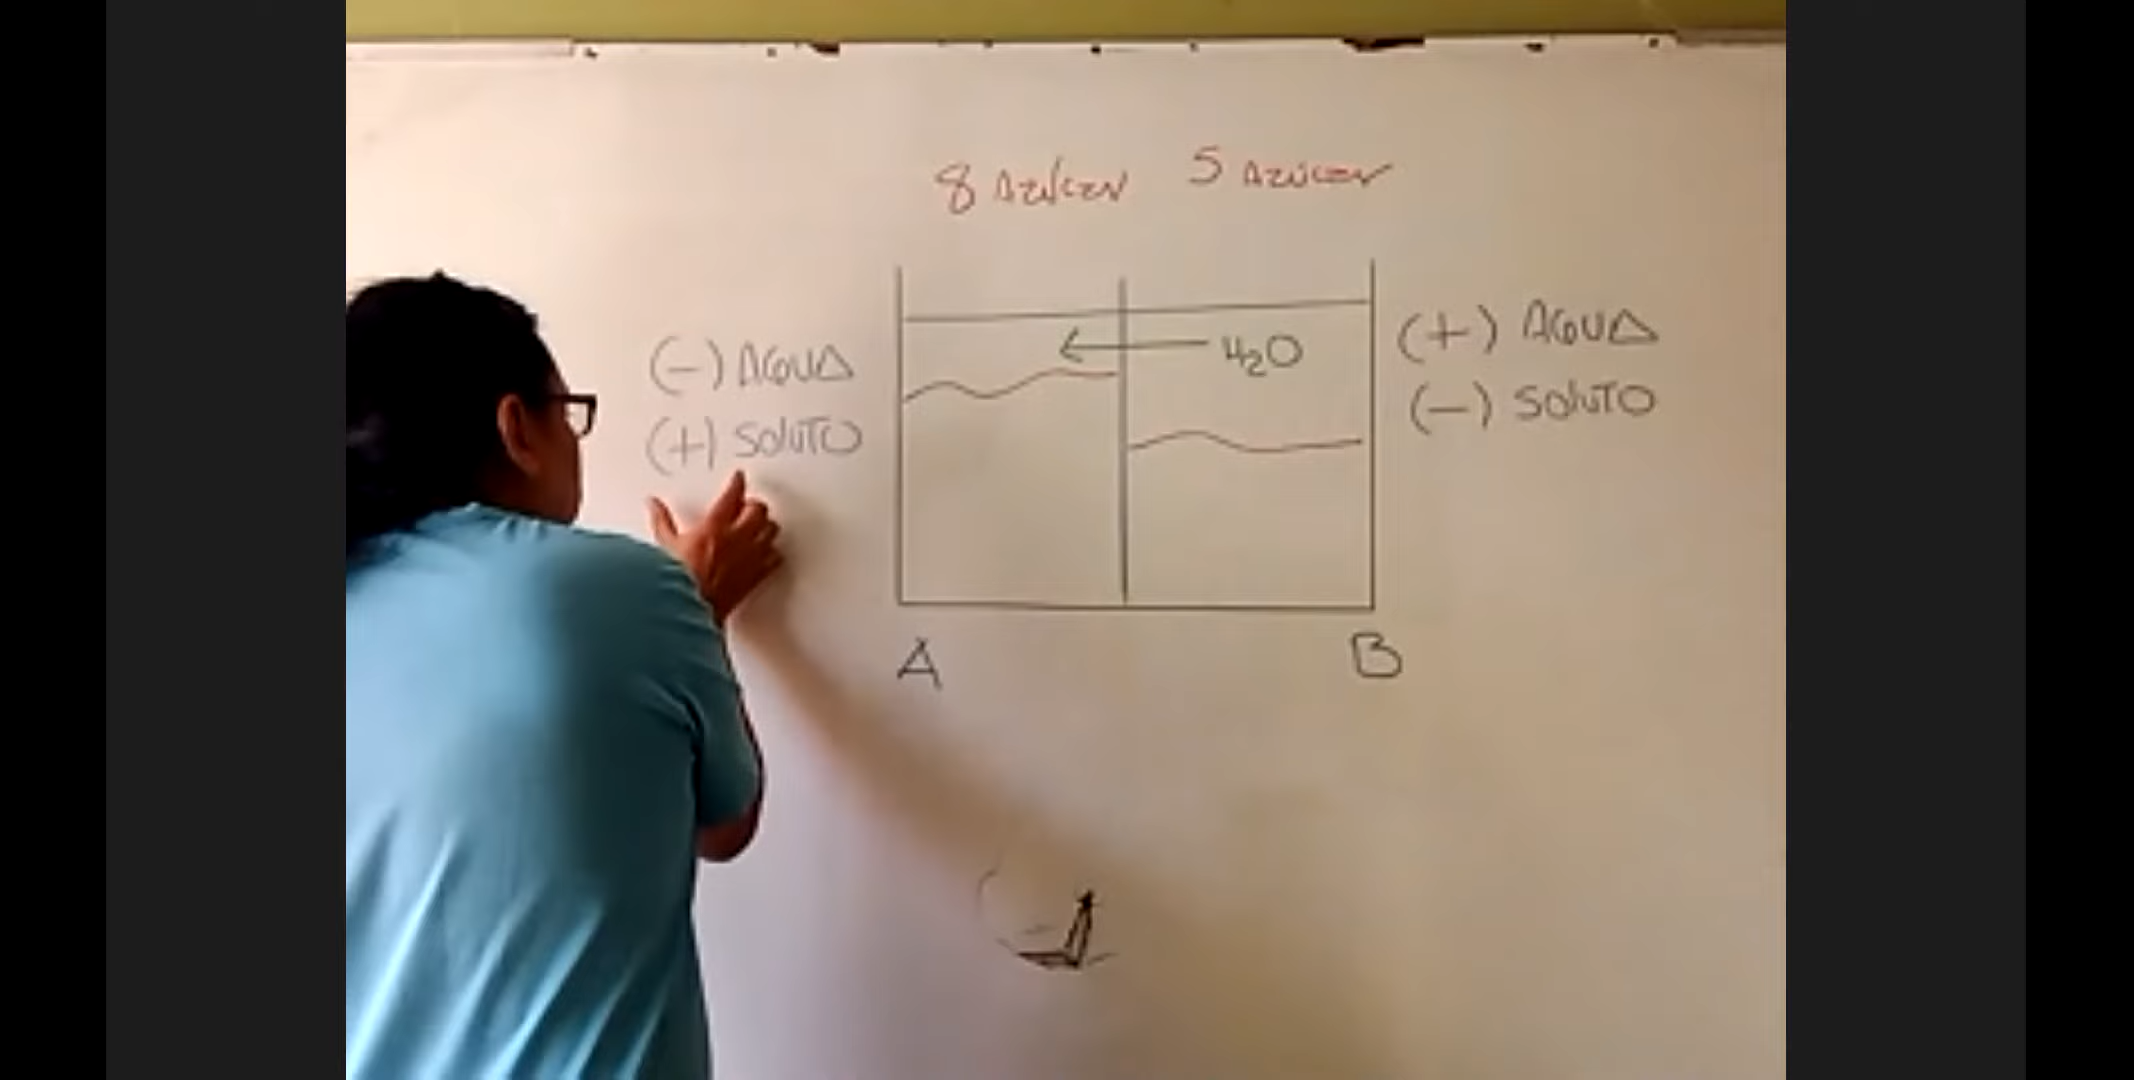 8 Azúcar 5 Azúcar
(-) AGUA
(+) SOLUTO
H₂O
(+) AGUA
(-) SOLUTO
A
B